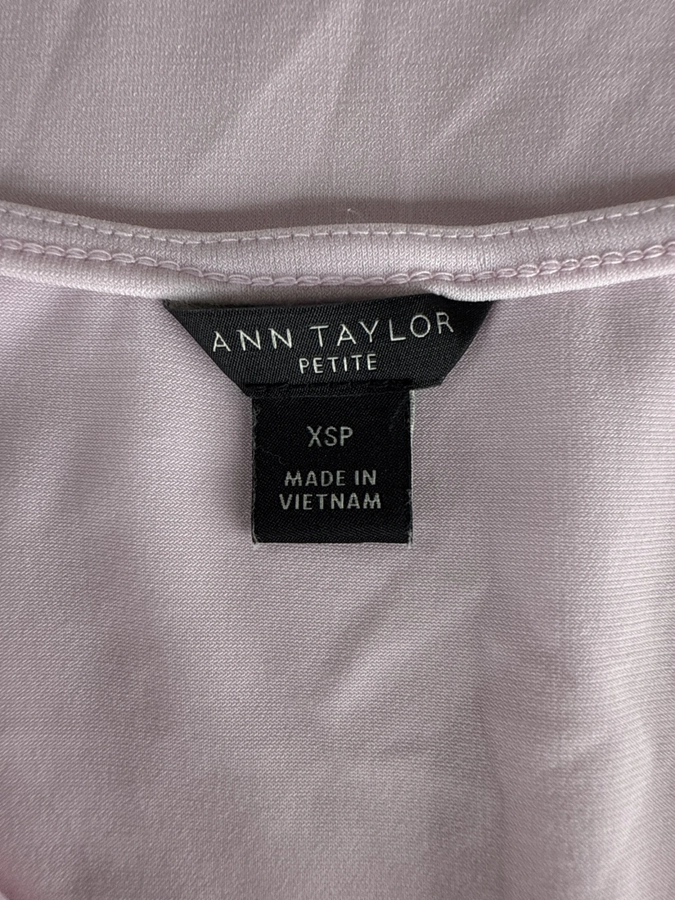 ANN TAYLOR
PETITE
XSP
MADE IN
VIETNAM